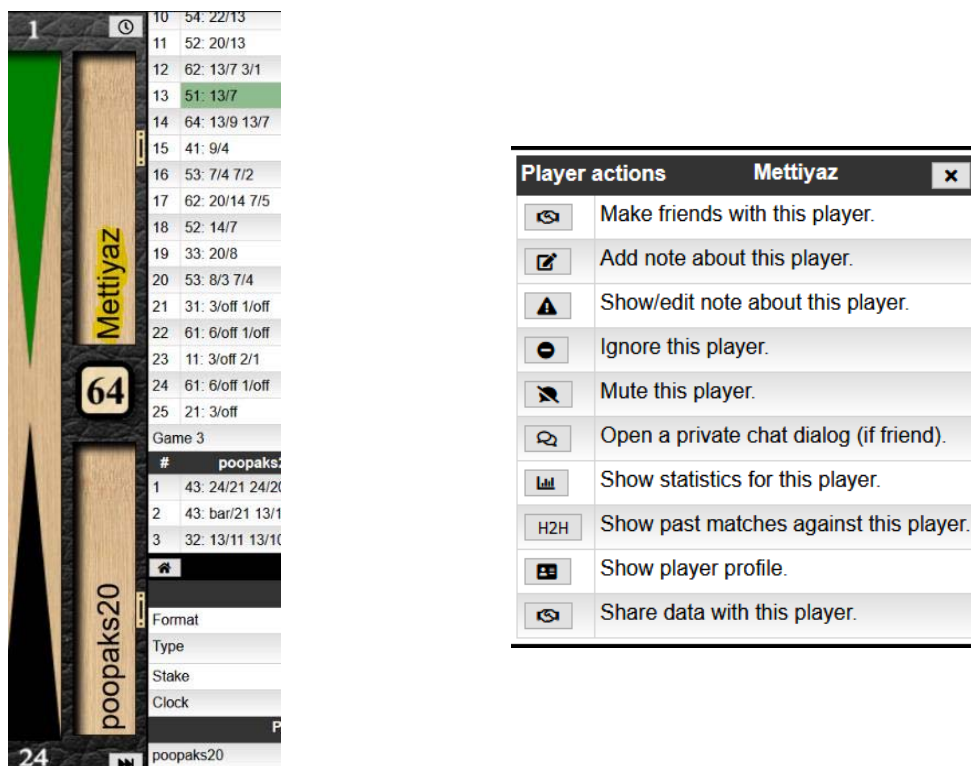 1
10 54: 22/13
11 52: 20/13
12 62: 13/7 3/1
13 51: 13/7
14 64: 13/9 13/7
15 41: 9/4
16 53: 7/4 7/2
17 62: 20/14 7/5
18 52: 14/7
19 33: 20/8
20 53: 8/3 7/4
21 31: 3/off 1/off
22 61: 6/off 1/off
23 11: 3/off 2/1
24 61: 6/off 1/off
25 21: 3/off
Game 3
# poopaks
1 43: 24/21 24/20
2 43: bar/21 13/1
3 32: 13/11 13/10
Format
Type
Stake
Clock
P
poopaks20
Mettiyaz
64
poopaks20
24
Player actions Mettiyaz
Make friends with this player.
Add note about this player.
Show/edit note about this player.
Ignore this player.
Mute this player.
Open a private chat dialog (if friend).
Show statistics for this player.
H2H Show past matches against this player.
Show player profile.
Share data with this player.